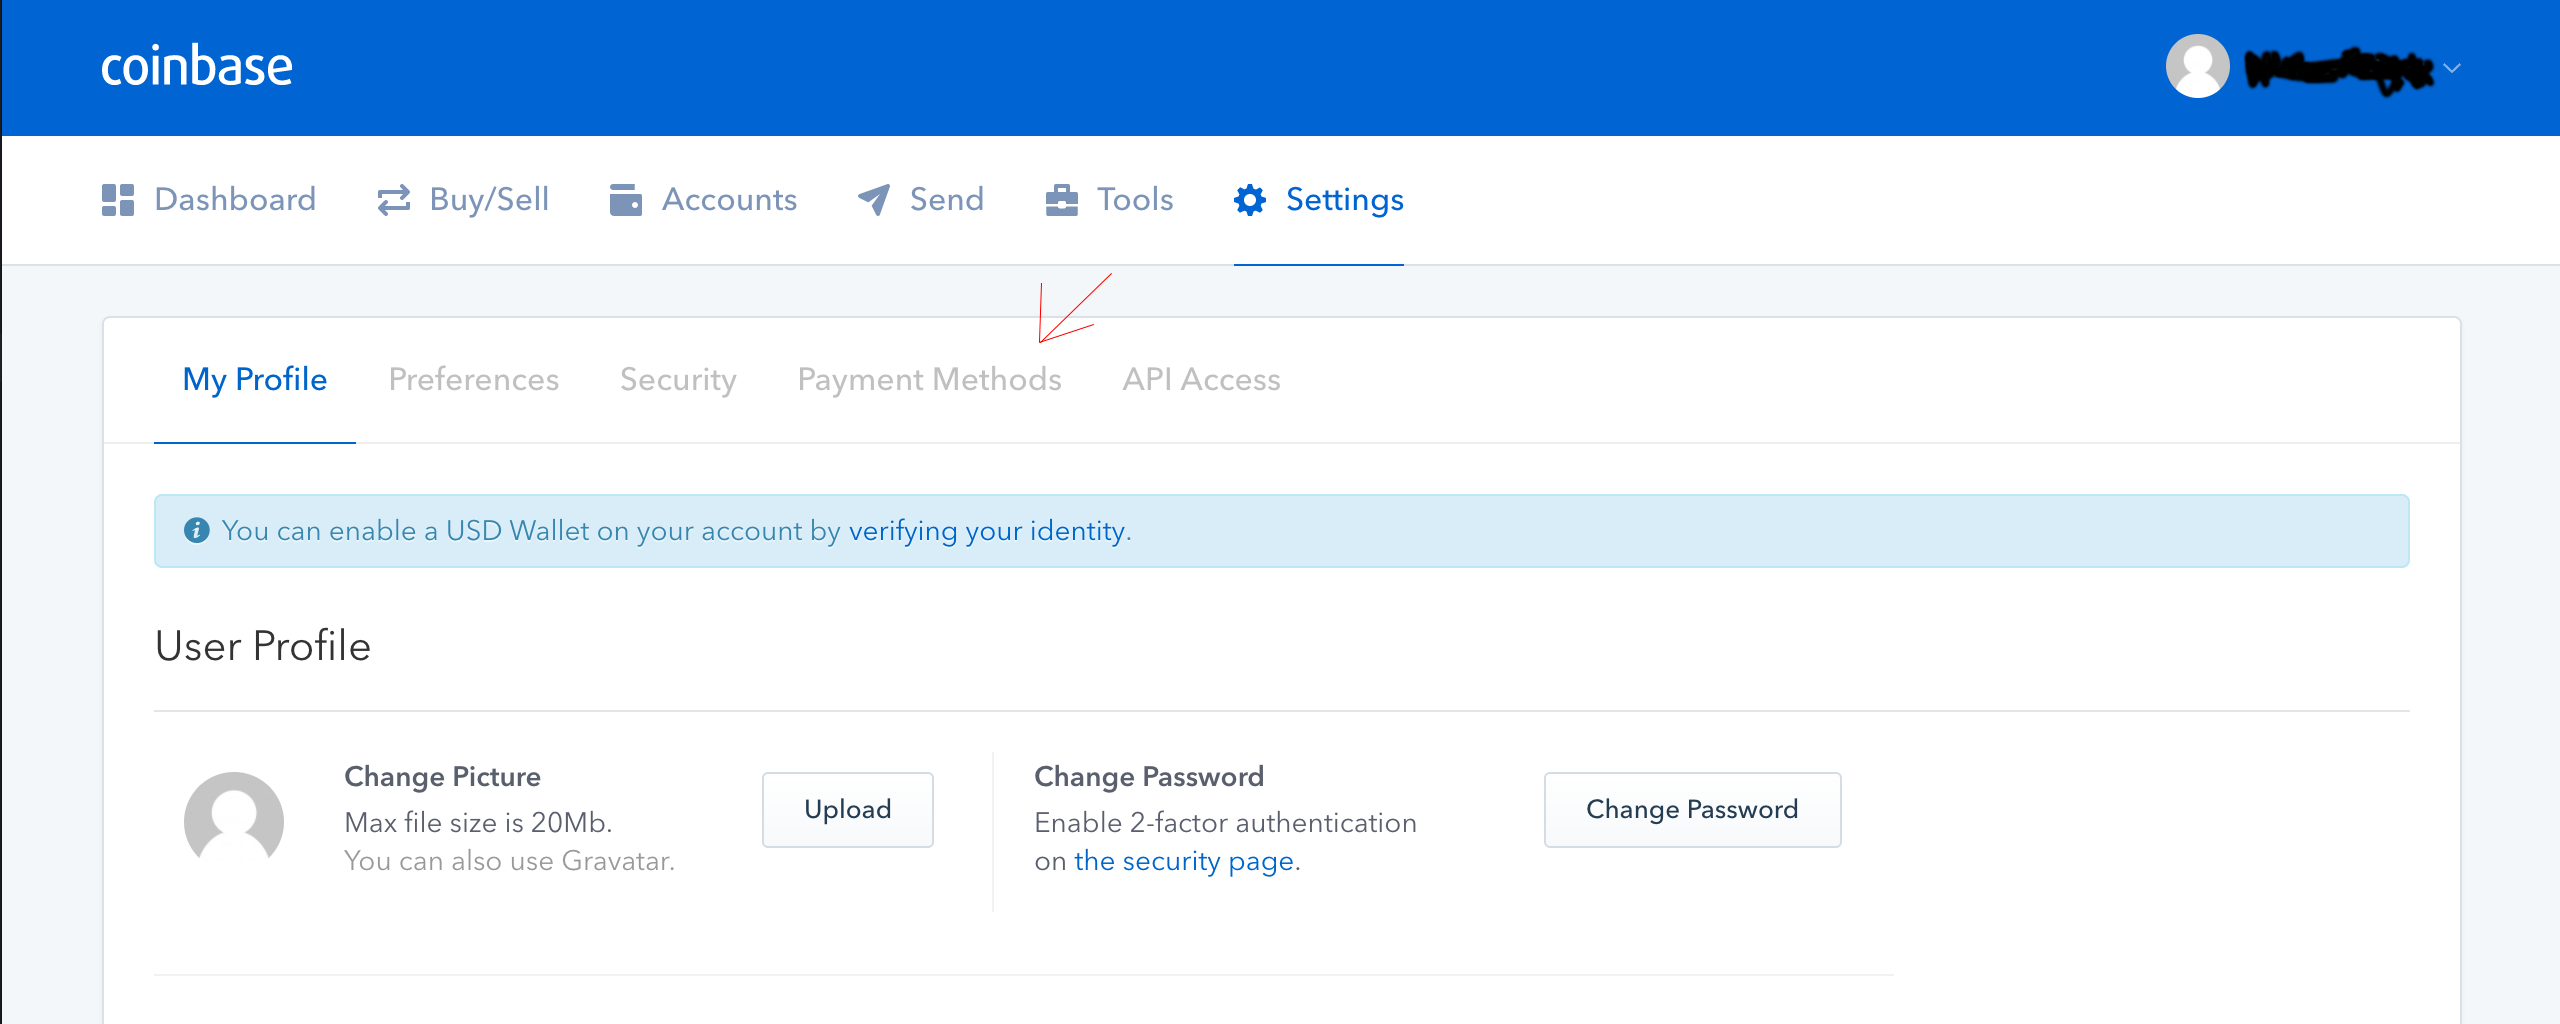 coinbase
Dashboard Buy/Sell Accounts Send Tools Settings
My Profile Preferences Security Payment Methods API Access
You can enable a USD Wallet on your account by verifying your identity.
User Profile
Change Picture
Max file size is 20Mb.
You can also use Gravatar.
Upload
Change Password
Enable 2-factor authentication
on the security page.
Change Password